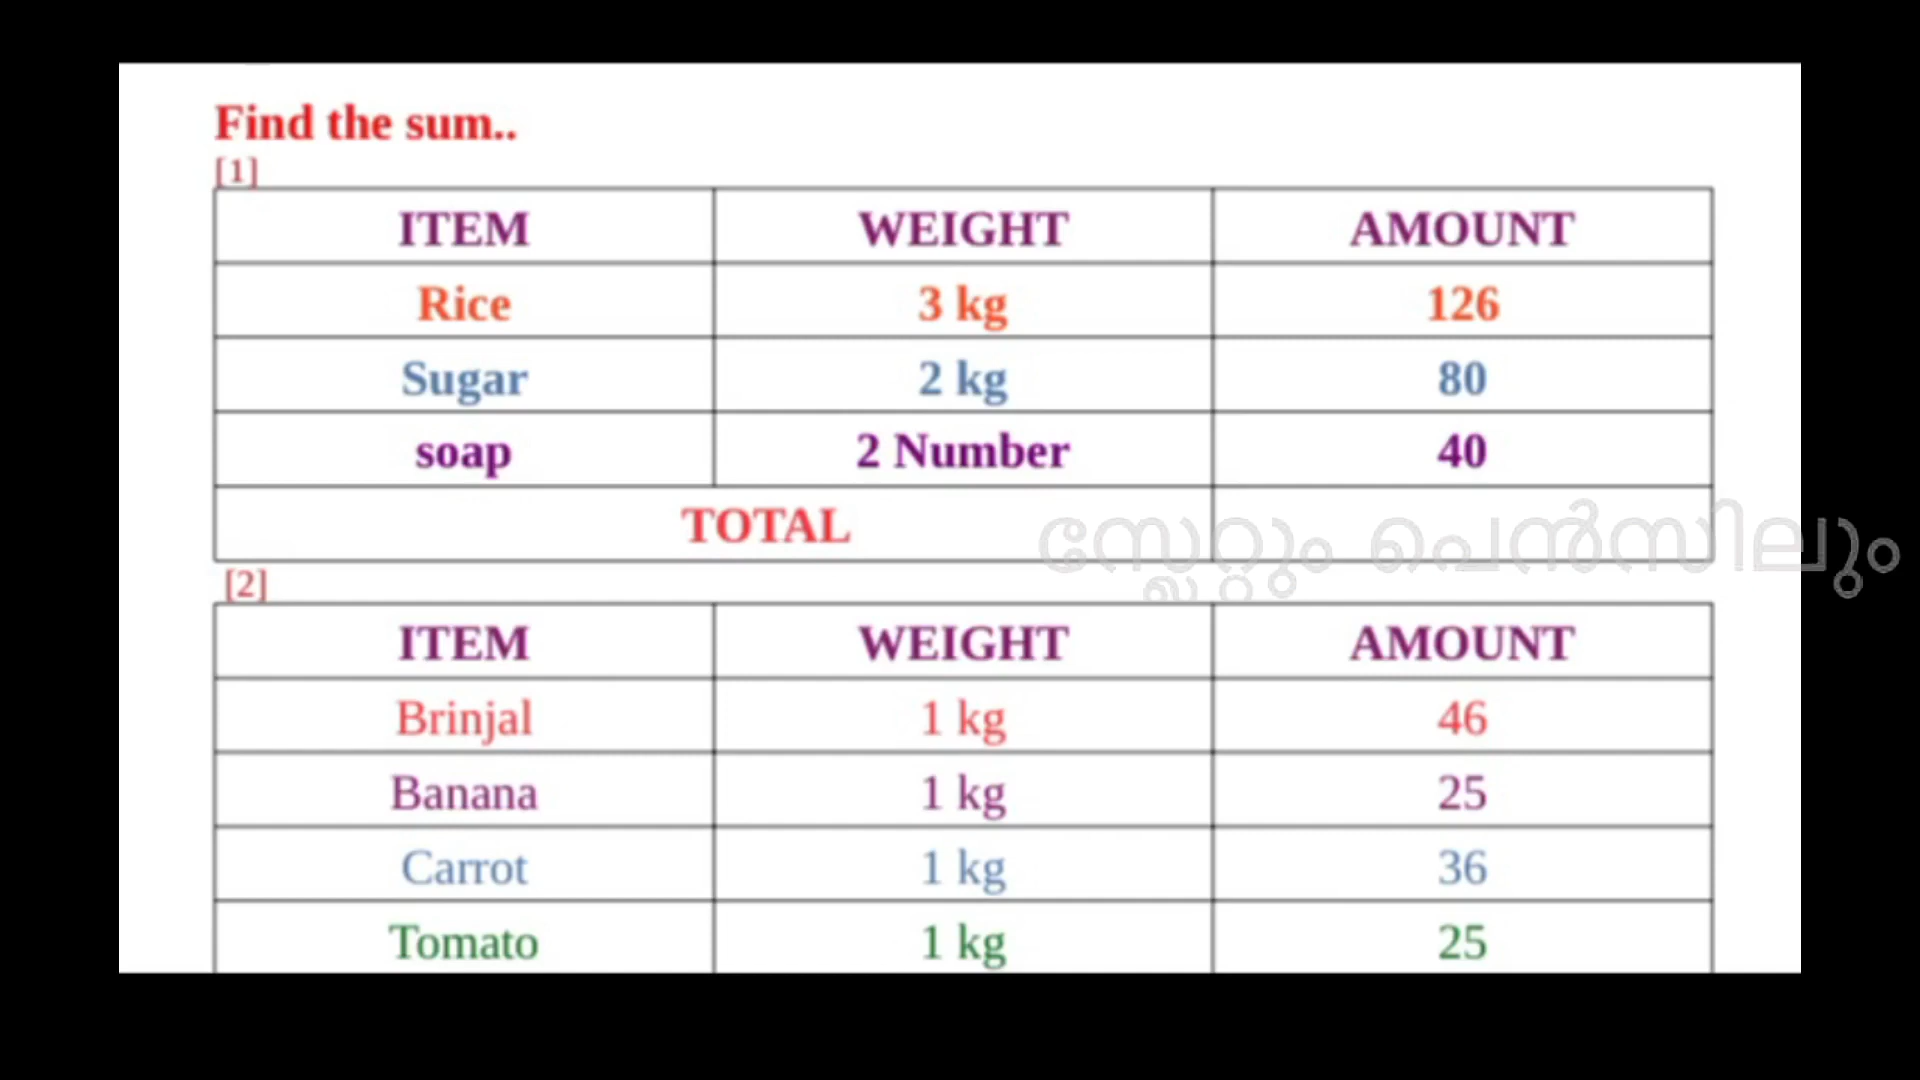 Find the sum..
[1]
ITEM WEIGHT AMOUNT
Rice 3 kg 126
Sugar 2 kg 80
soap 2 Number 40
TOTAL
സ്ലേറ്റും പെൻസിലും
[2]
ITEM WEIGHT AMOUNT
Brinjal 1 kg 46
Banana 1 kg 25
Carrot 1 kg 36
Tomato 1 kg 25